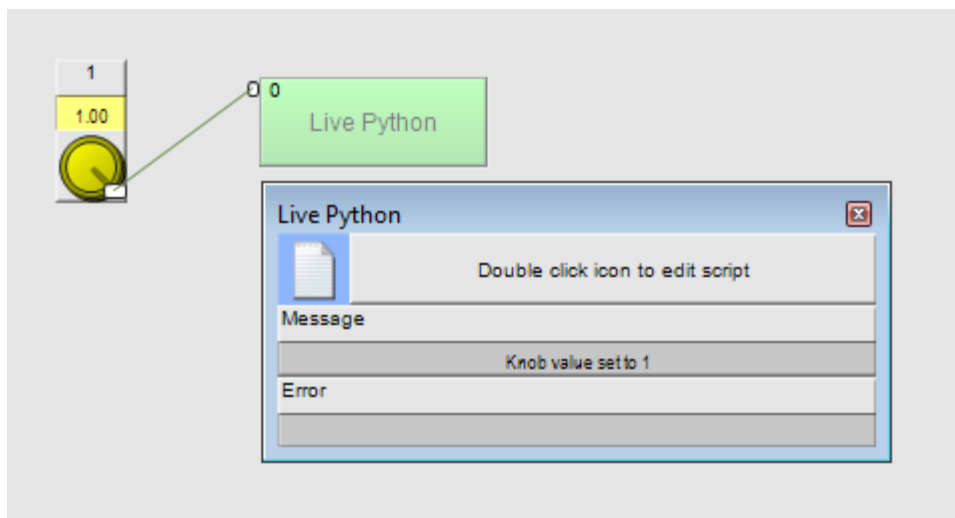 1
1.00
0
Live Python
Live Python
Double click icon to edit script
Message
Knob value set to 1
Error